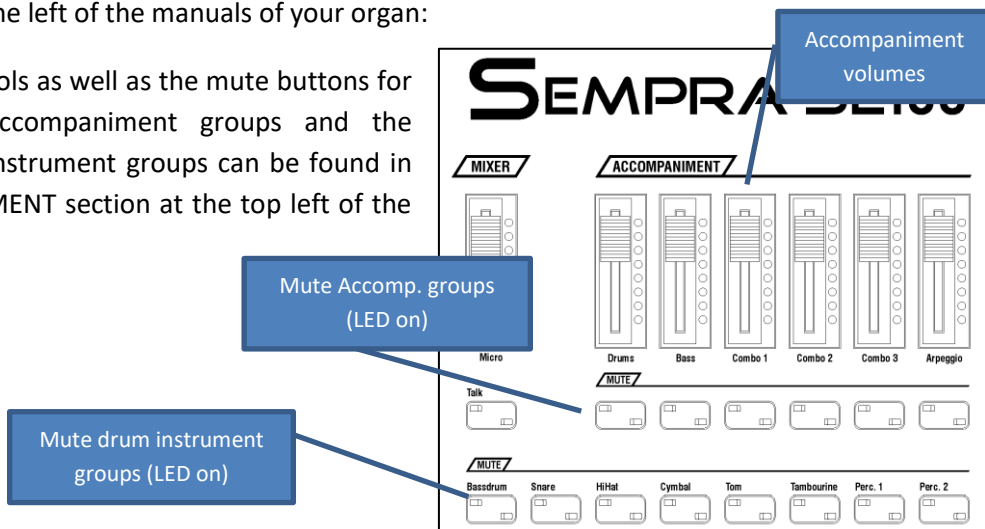 he left of the manuals of your organ:
ols as well as the mute buttons for
ccompaniment groups and the
nstrument groups can be found in
MENT section at the top left of the
Accompaniment
volumes
SEMPRA
MIXER
ACCOMPANIMENT
Mute Accomp. groups
(LED on)
Micro
Drums
Bass
Combo 1
Combo 2
Combo 3
Arpeggio
MUTE
Talk
Mute drum instrument
groups (LED on)
MUTE
Bassdrum
Snare
HiHat
Cymbal
Tom
Tambourine
Perc. 1
Perc. 2